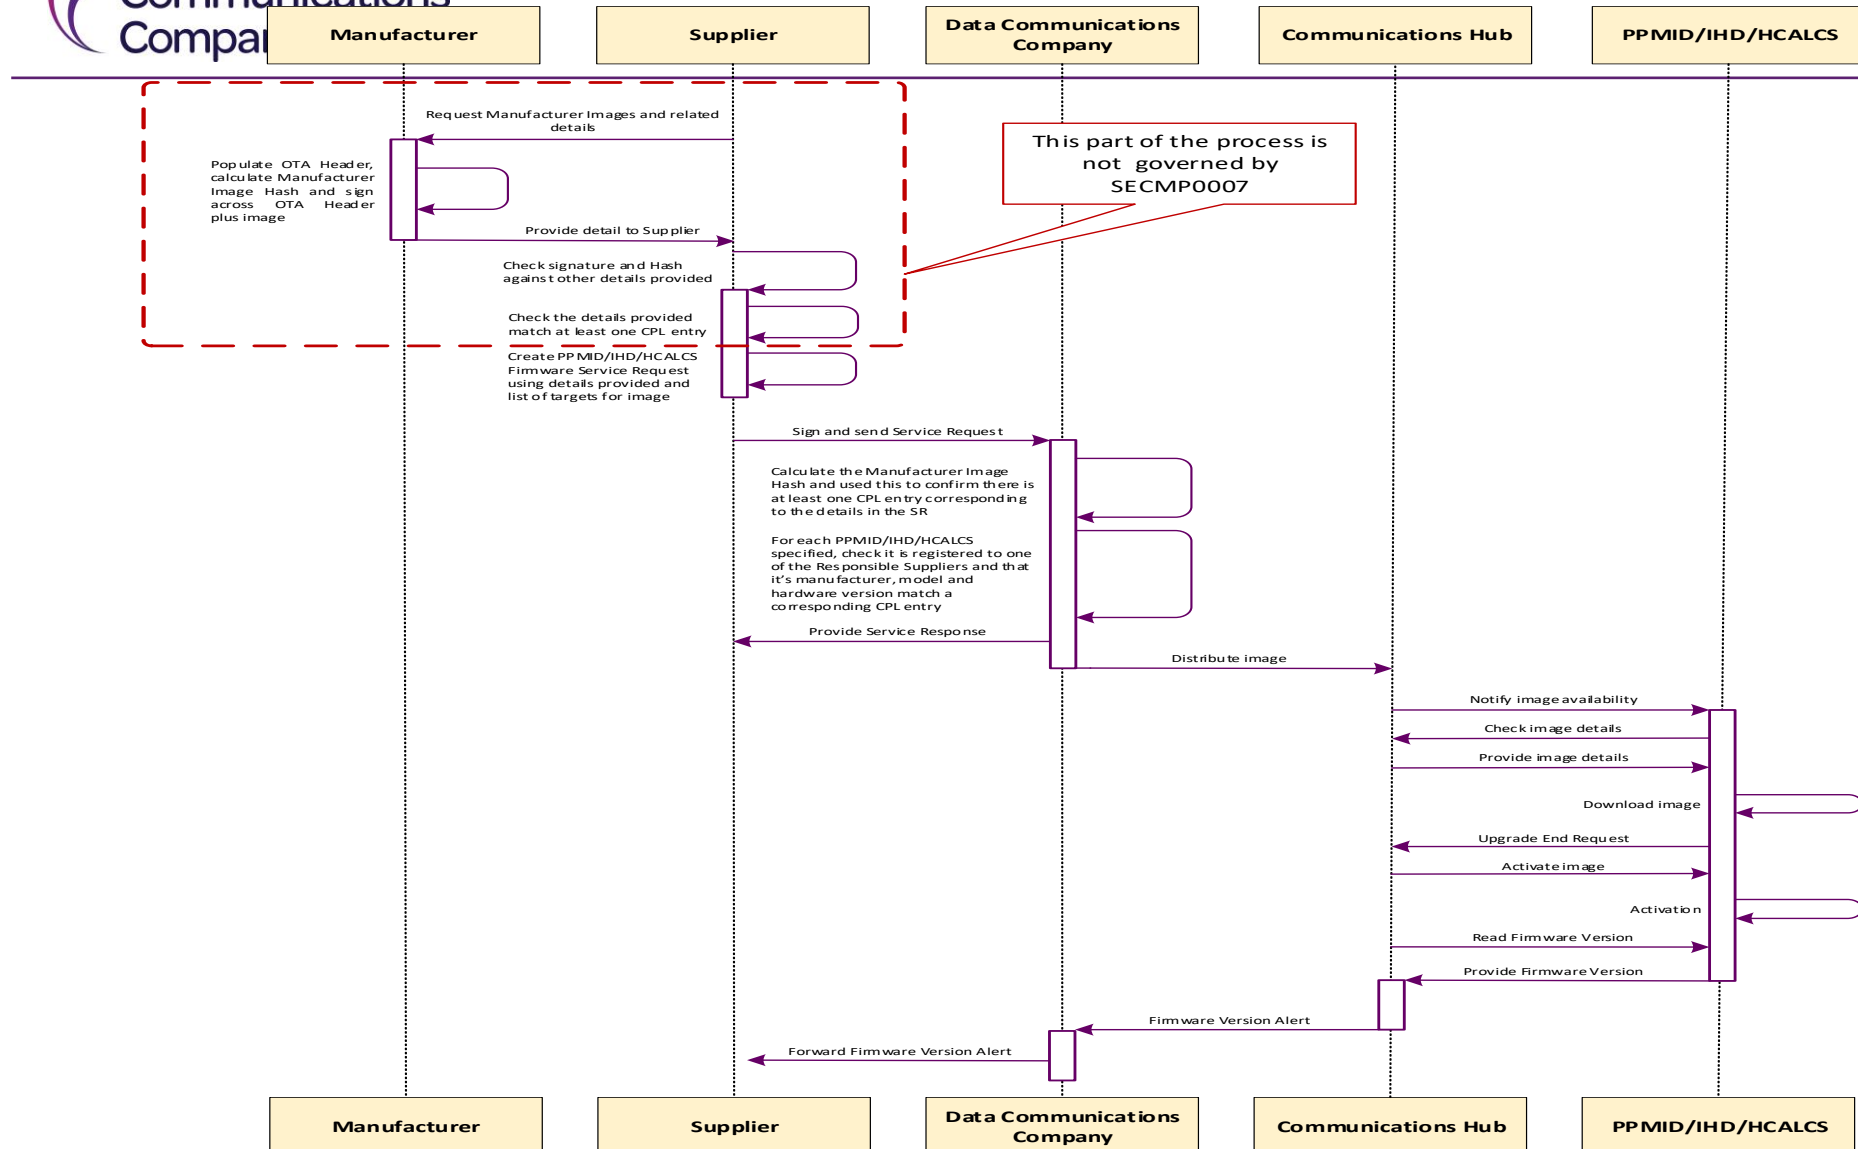 Communications
Compa
Manufacturer
Supplier
Data Communications
Company
Communications Hub
PPMID/IHD/HCALCS
Request Manufacturer Images and related
details
This part of the process is
not governed by
SECMP0007
Populate OTA Header,
calculate Manufacturer
Image Hash and sign
across OTA Header
plus image
Provide detail to Supplier
Check signature and Hash
against other details provided
Check the details provided
match at least one CPL entry
Create PPMID/IHD/HCALCS
Firmware Service Request
using details provided and
list of targets for image
Sign and send Service Request
Calculate the Manufacturer Image
Hash and used this to confirm there is
at least one CPL entry corresponding
to the details in the SR
For each PPMID/IHD/HCALCS
specified, check it is registered to one
of the Responsible Suppliers and that
it's manufacturer, model and
hardware version match a
corresponding CPL entry
Provide Service Response
Distribute image
Notify image availability
Check image details
Provide image details
Download image
Upgrade End Request
Activate image
Activation
Read Firmware Version
Provide Firmware Version
Firmware Version Alert
Forward Firmware Version Alert
Manufacturer
Supplier
Data Communications
Company
Communications Hub
PPMID/IHD/HCALCS